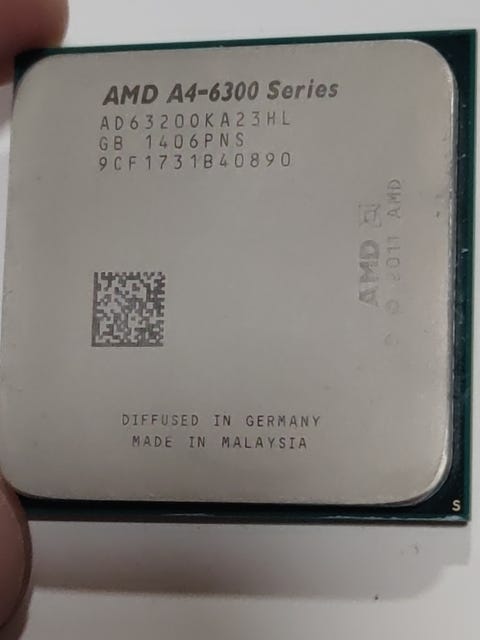 AMD A4-6300 Series
AD63200KA23HL
GB 1406PNS
9CF1731B40890
AMD
© 2011 AMD
DIFFUSED IN GERMANY
MADE IN MALAYSIA
S